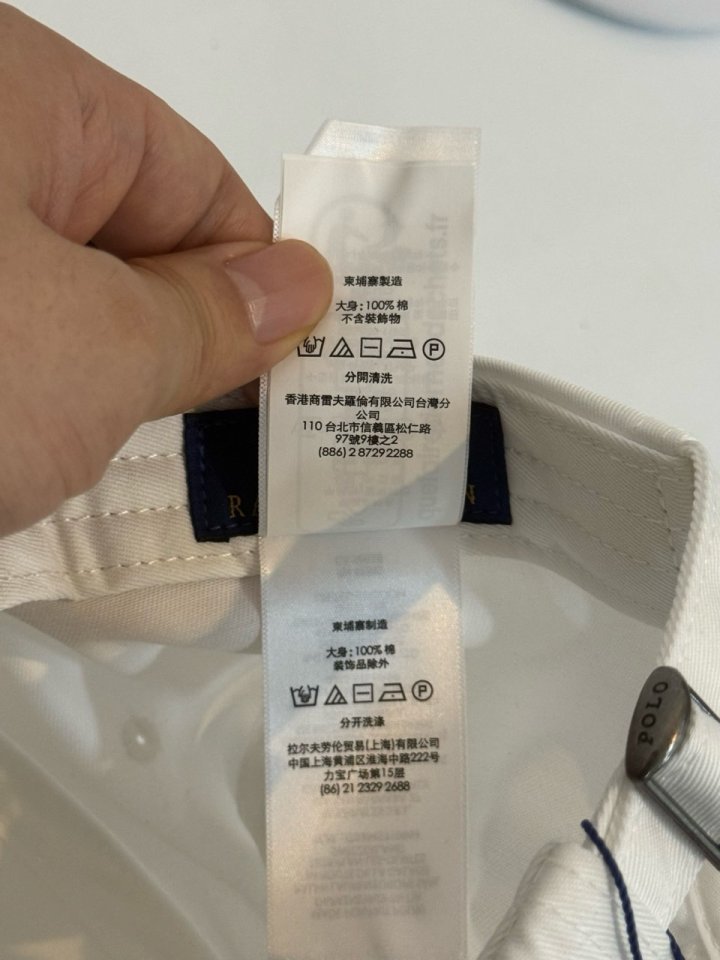 柬埔寨製造
大身：100% 棉
不含裝飾物
P
分開清洗
香港商雷夫羅倫有限公司台灣分
公司
110 台北市信義區松仁路
97號9樓之2
(886) 2 87292288
柬埔寨制造
大身：100% 棉
装饰品除外
P
分开洗涤
拉尔夫劳伦贸易(上海)有限公司
中国上海黄浦区淮海中路222号
力宝广场第15层
(86) 21 2329 2688
POLO